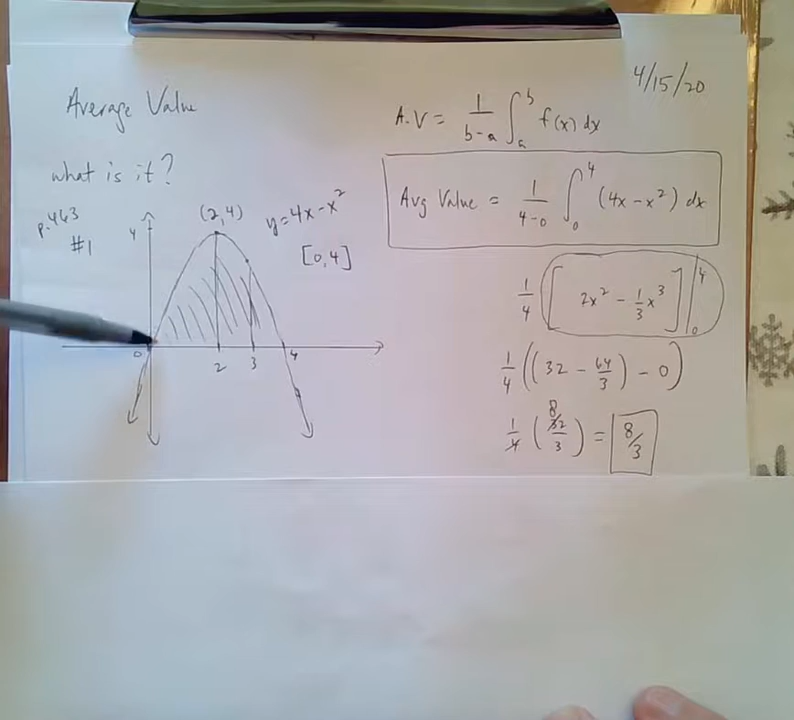 4/15/20
Average Value
what is it?
p.463
#1
(2,4)
y=4x-x²
[0,4]
4
0
2
3
4
A.V = 1/(b-a) ∫_a^b f(x) dx
Avg Value = 1/(4-0) ∫_0^4 (4x-x²) dx
1/4 [2x² - 1/3 x³] |_0^4
1/4 ((32 - 64/3) - 0)
8
1/4 (32/3) = 8/3